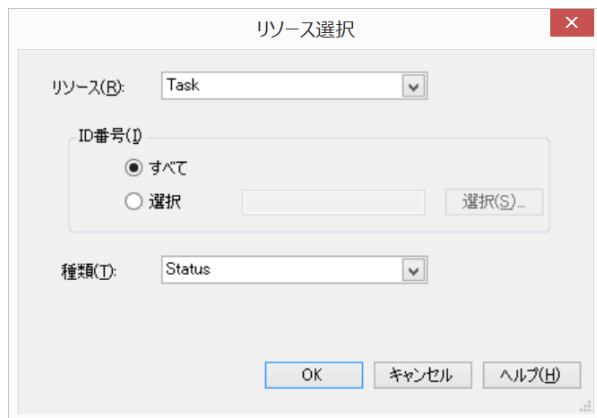 リソース選択
リソース(R): Task
ID番号(I)
すべて
選択 選択(S)...
種類(T): Status
OK キャンセル ヘルプ(H)